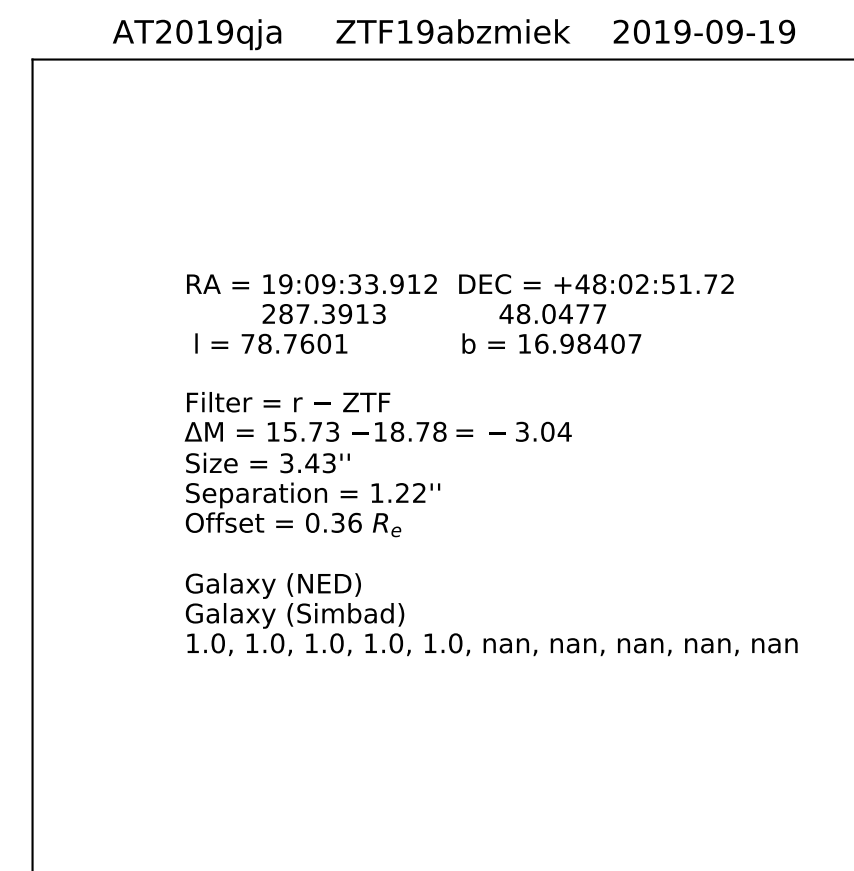 AT2019qja ZTF19abzmiek 2019-09-19
RA = 19:09:33.912 DEC = +48:02:51.72
287.3913 48.0477
l = 78.7601 b = 16.98407
Filter = r − ZTF
ΔM = 15.73 −18.78 = − 3.04
Size = 3.43''
Separation = 1.22''
Offset = 0.36 Re
Galaxy (NED)
Galaxy (Simbad)
1.0, 1.0, 1.0, 1.0, 1.0, nan, nan, nan, nan, nan